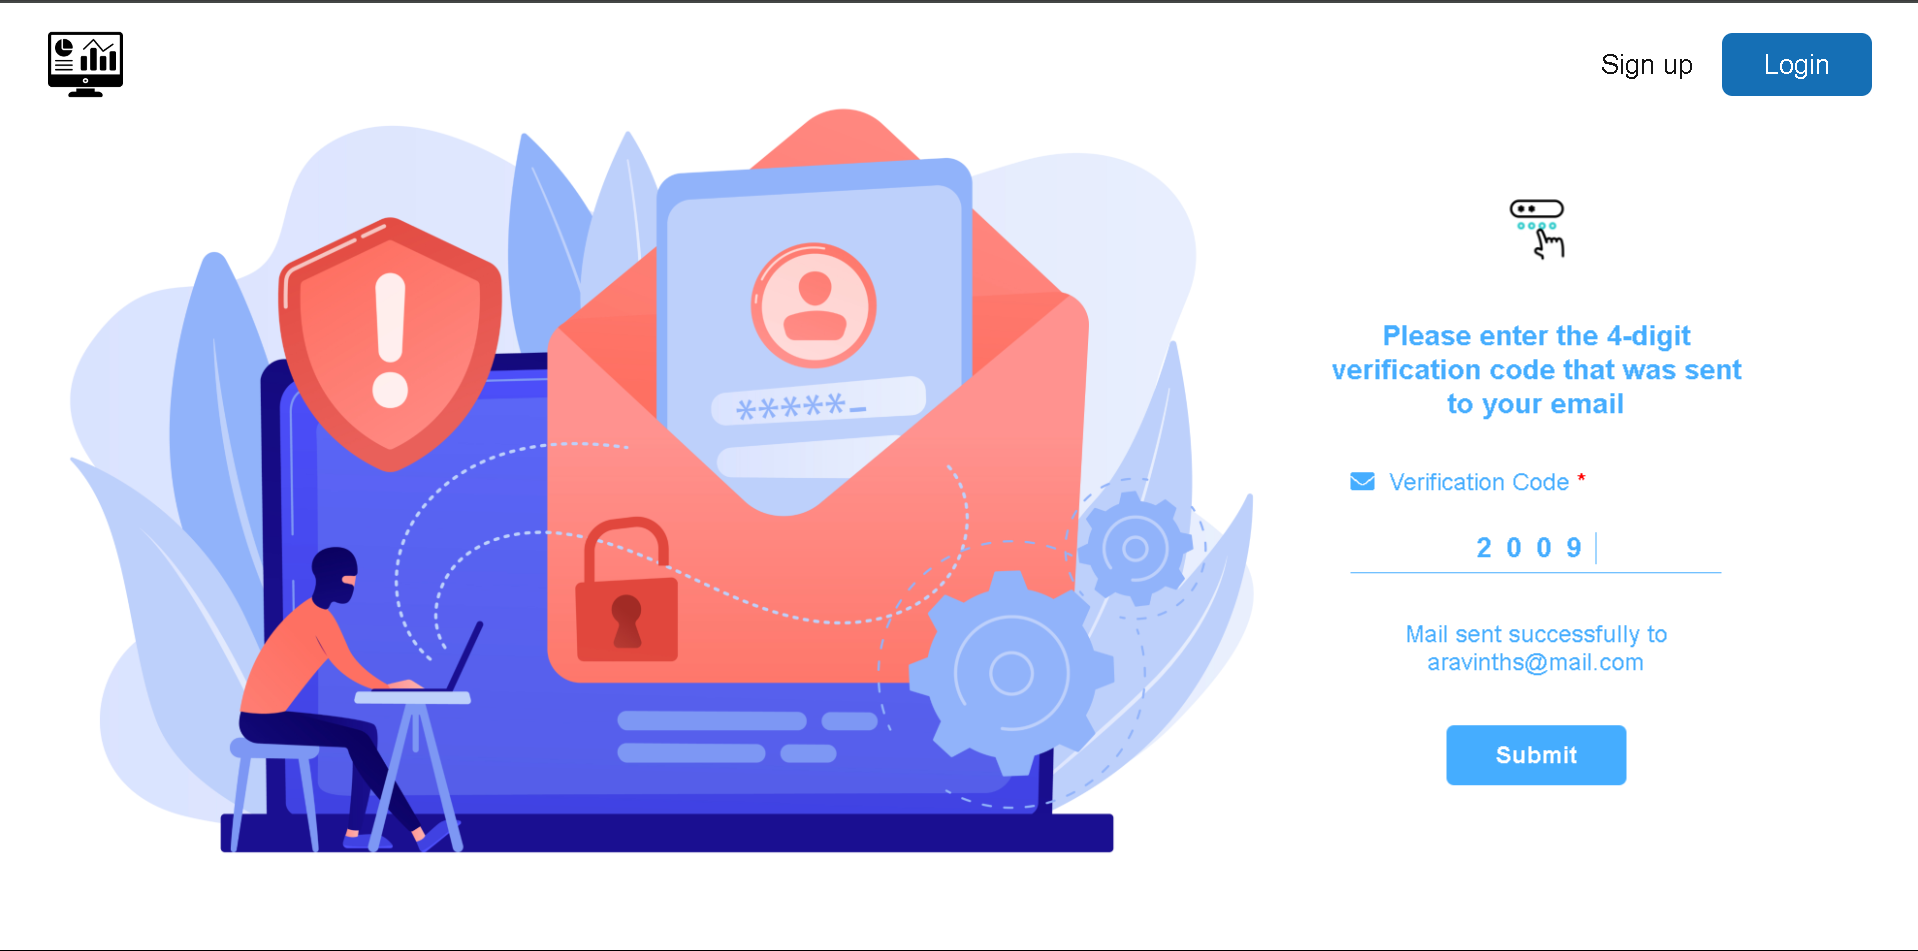 Sign up
Login
*****_
Please enter the 4-digit
verification code that was sent
to your email
Verification Code *
2 0 0 9
Mail sent successfully to
aravinths@mail.com
Submit